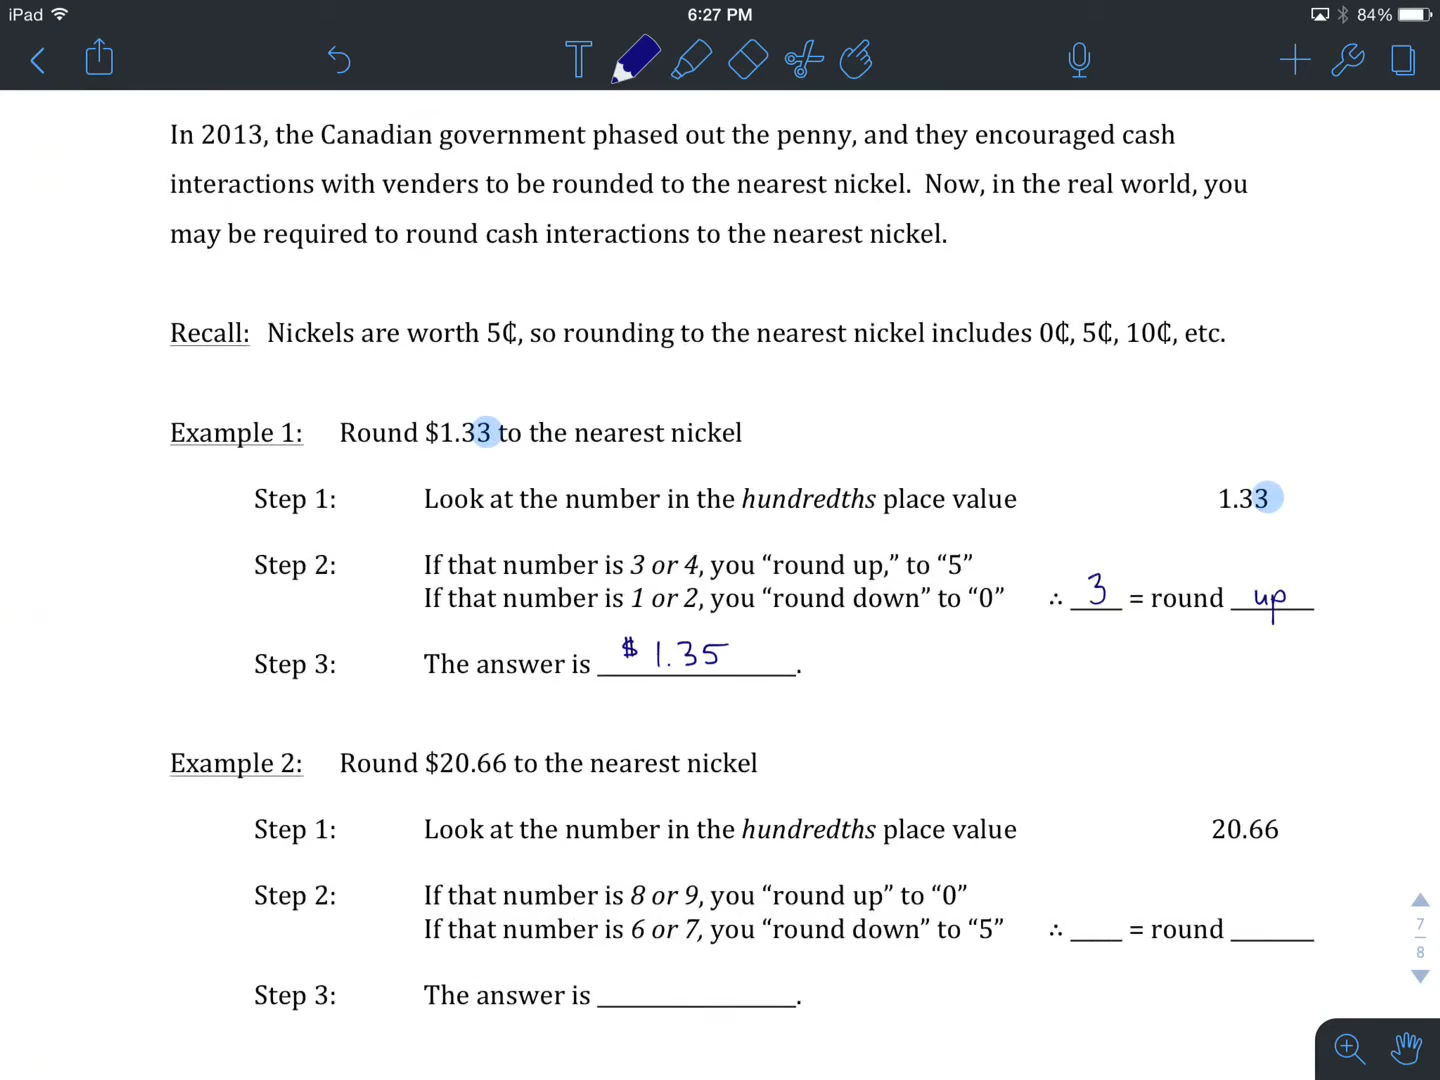 iPad 6:27 PM 84%
T
In 2013, the Canadian government phased out the penny, and they encouraged cash
interactions with venders to be rounded to the nearest nickel. Now, in the real world, you
may be required to round cash interactions to the nearest nickel.
Recall: Nickels are worth 5₵, so rounding to the nearest nickel includes 0₵, 5₵, 10₵, etc.
Example 1: Round $1.33 to the nearest nickel
Step 1: Look at the number in the hundredths place value 1.33
Step 2: If that number is 3 or 4, you “round up,” to “5”
If that number is 1 or 2, you “round down” to “0” ∴ 3 = round up
Step 3: The answer is $ 1.35.
Example 2: Round $20.66 to the nearest nickel
Step 1: Look at the number in the hundredths place value 20.66
Step 2: If that number is 8 or 9, you “round up” to “0”
If that number is 6 or 7, you “round down” to “5” ∴ ____ = round ______
Step 3: The answer is ______________.
7
8